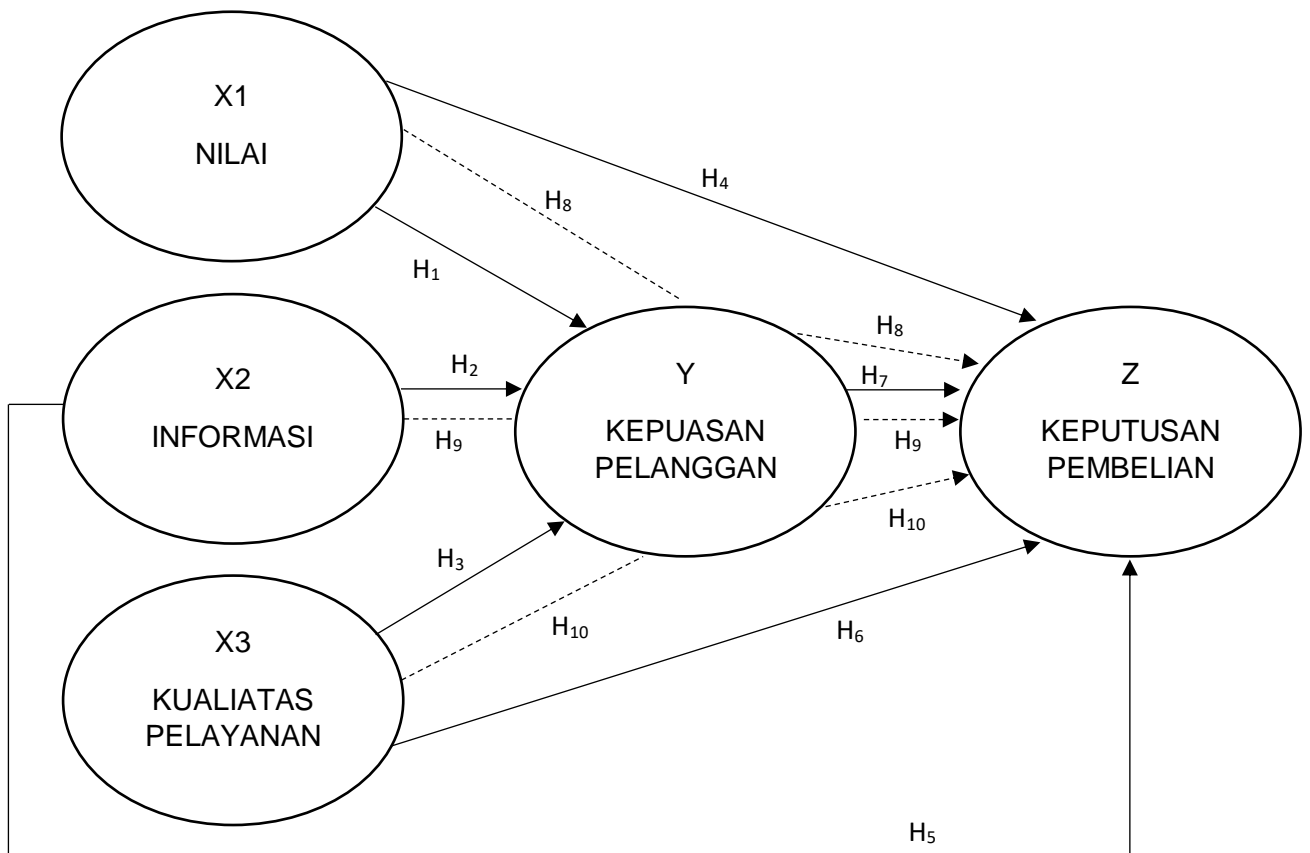 X1
NILAI
H4
H8
H1
H8
X2
INFORMASI
H2
H9
Y
KEPUASAN
PELANGGAN
H7
H9
H10
Z
KEPUTUSAN
PEMBELIAN
H3
X3
KUALIATAS
PELAYANAN
H10
H6
H5